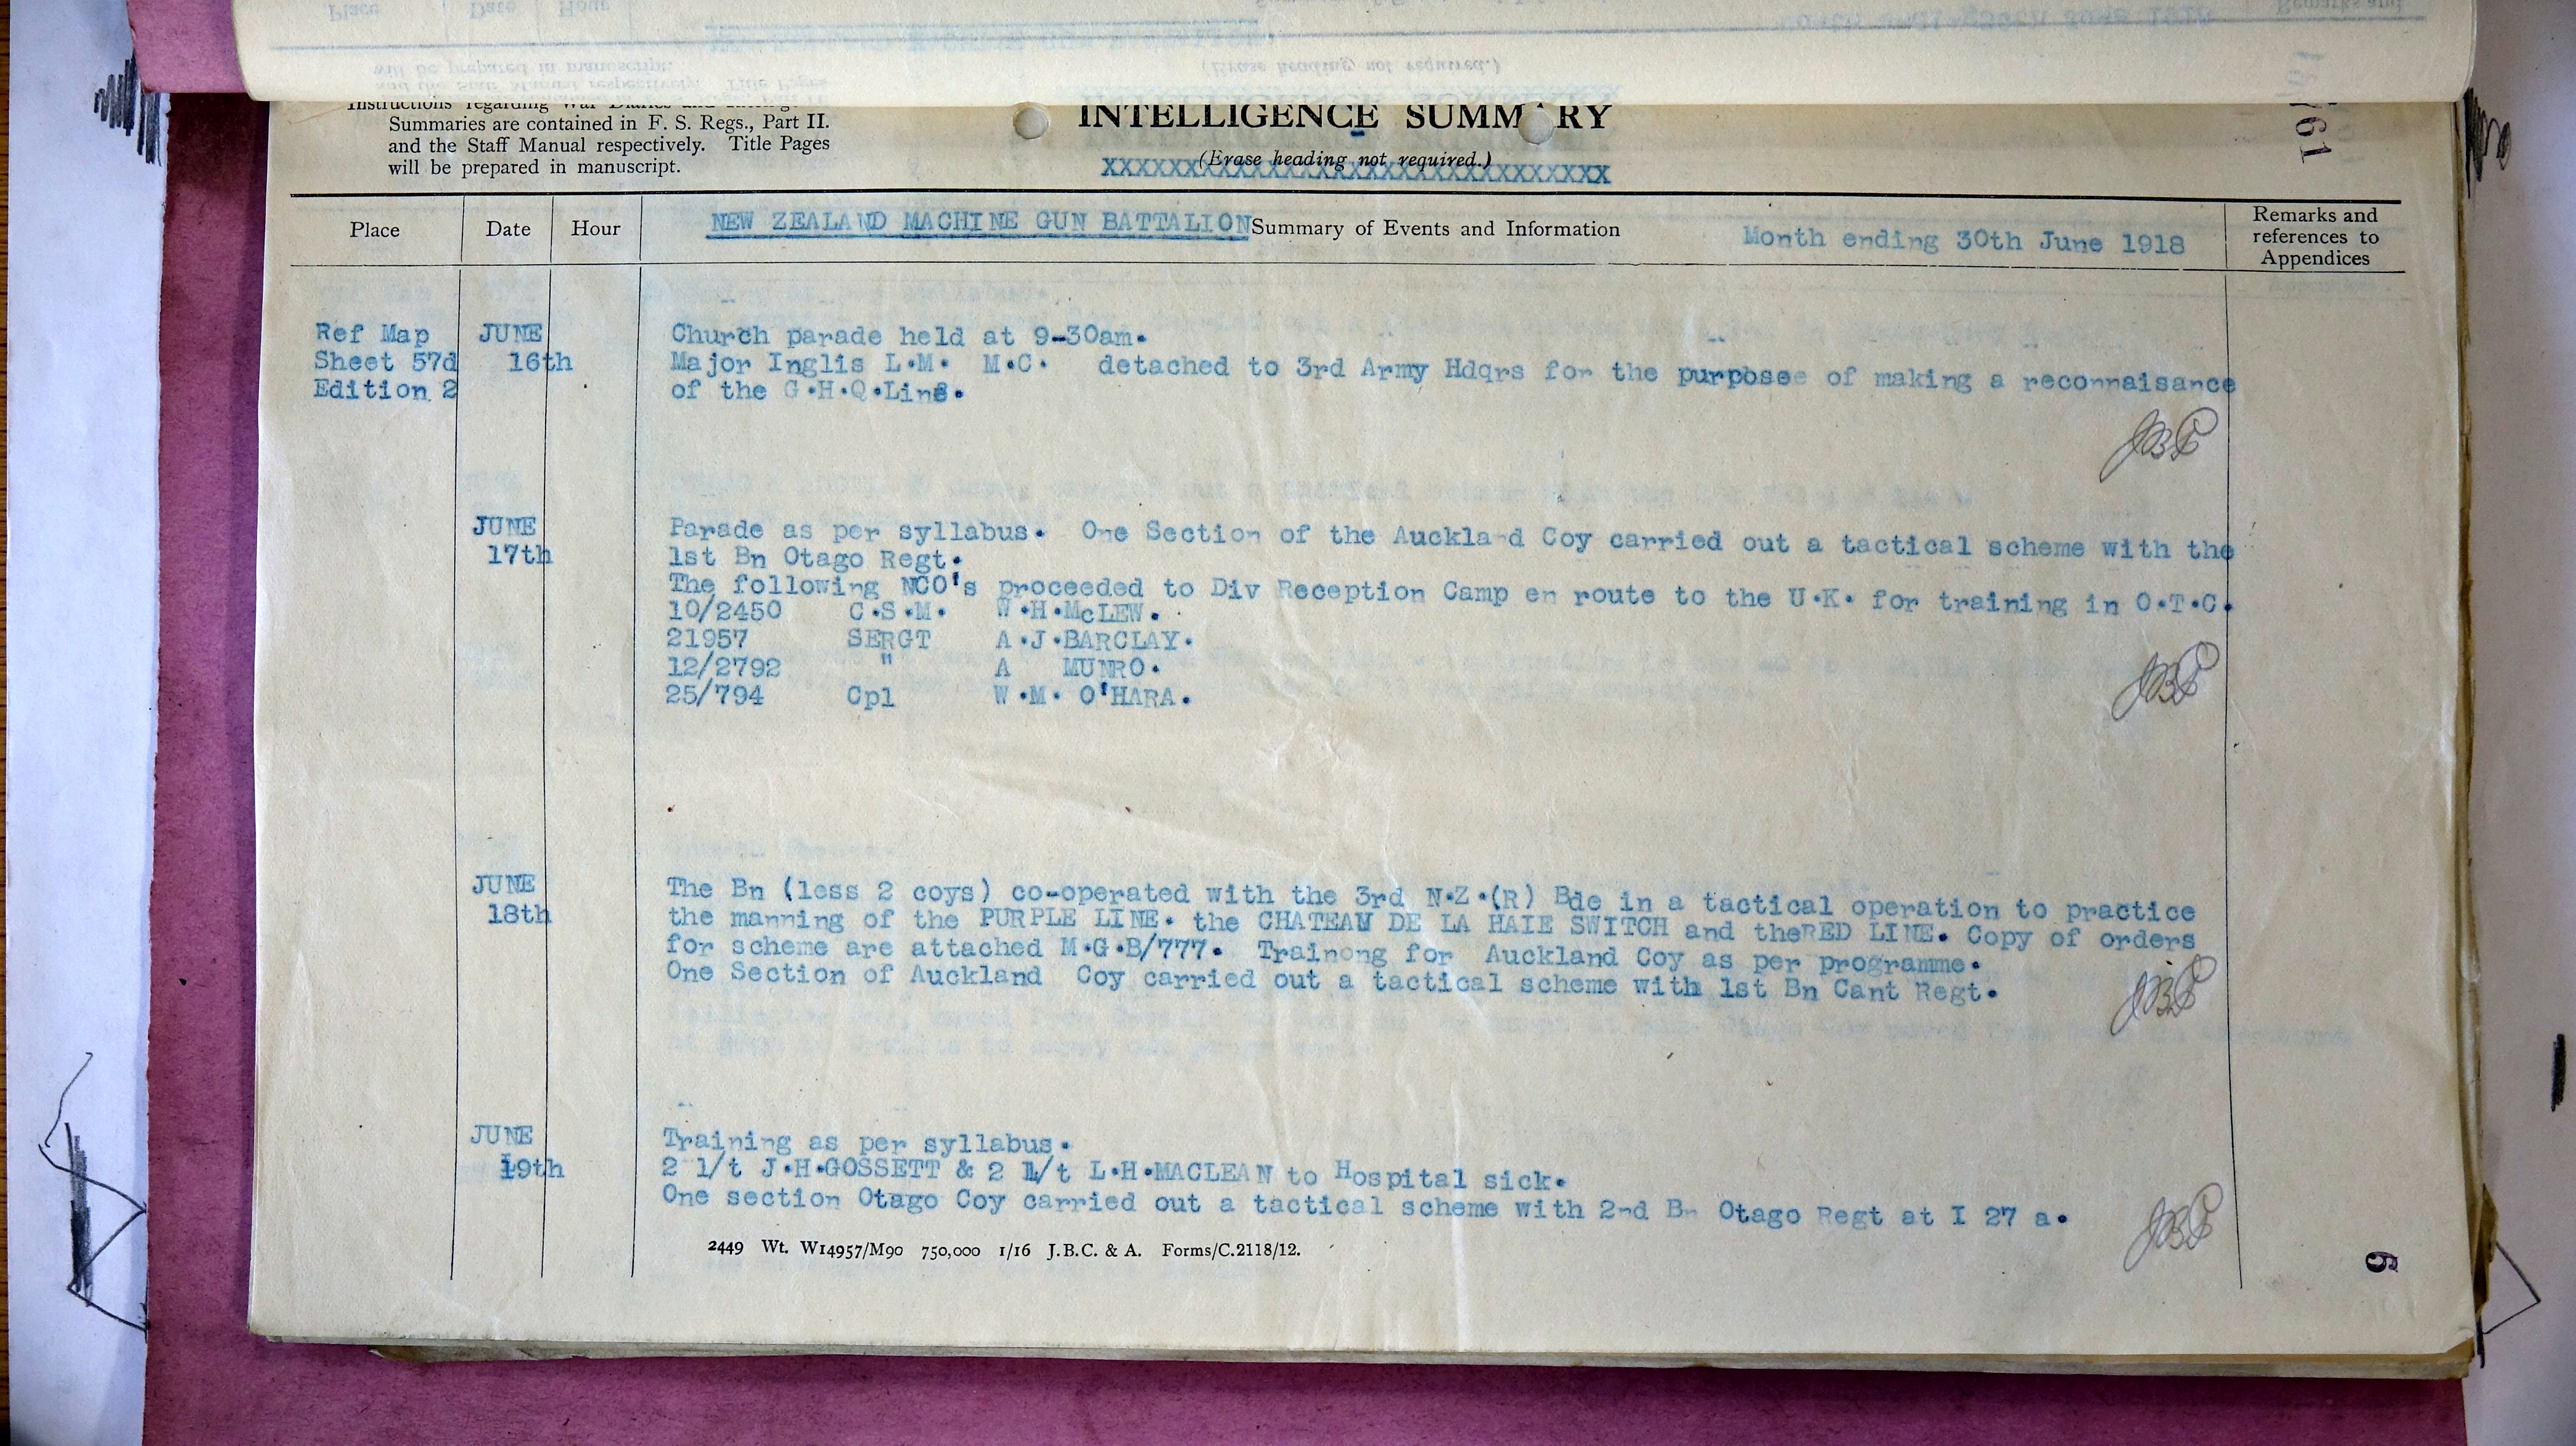 Instructions regarding War Diaries and Intelligence
Summaries are contained in F. S. Regs., Part II.
and the Staff Manual respectively. Title Pages
will be prepared in manuscript.
INTELLIGENCE SUMMARY
(Erase heading not required.)
XXXXXXXXXXXXXXXXXXXXXXXXXXXXXXX
761
Place Date Hour NEW ZEALAND MACHINE GUN BATTALION Summary of Events and Information Month ending 30th June 1918 Remarks and references to Appendices
Ref Map JUNE Church parade held at 9-30am.
Sheet 57d 16th Major Inglis L.M. M.C. detached to 3rd Army Hdqrs for the purposee of making a reconnaisance
Edition 2 of the G.H.Q.Line.
JBP
JUNE Parade as per syllabus. One Section of the Auckland Coy carried out a tactical scheme with the
17th 1st Bn Otago Regt.
The following NCO's proceeded to Div Reception Camp en route to the U.K. for training in O.T.C.
10/2450 C.S.M. W.H.McLEW.
21957 SERGT A.J.BARCLAY.
12/2792 " A MUNRO.
25/794 Cpl W.M. O'HARA.
JBP
JUNE The Bn (less 2 coys) co-operated with the 3rd N.Z.(R) Bde in a tactical operation to practice
18th the manning of the PURPLE LINE. the CHATEAU DE LA HAIE SWITCH and theRED LINE. Copy of orders
for scheme are attached M.G.B/777. Trainong for Auckland Coy as per programme.
One Section of Auckland Coy carried out a tactical scheme with 1st Bn Cant Regt.
JBP
JUNE Training as per syllabus.
19th 2 l/t J.H.GOSSETT & 2 l/t L.H.MACLEAN to Hospital sick.
One section Otago Coy carried out a tactical scheme with 2nd Bn Otago Regt at I 27 a.
JBP
2449 Wt. W14957/M90 750,000 1/16 J.B.C. & A. Forms/C.2118/12.
9